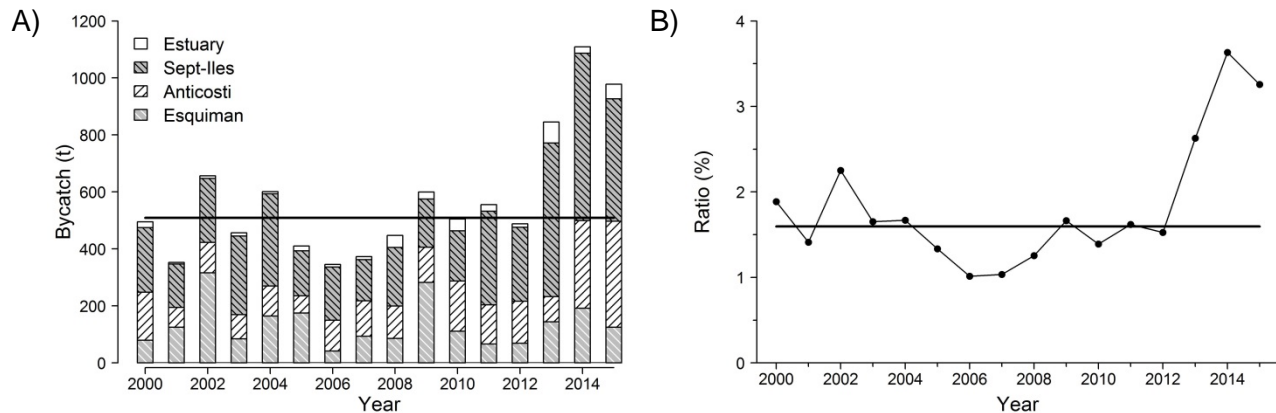 A)
Bycatch (t)
1200
1000
800
600
400
200
0
Estuary
Sept-Iles
Anticosti
Esquiman
2000 2002 2004 2006 2008 2010 2012 2014
Year
B)
Ratio (%)
4
3
2
1
0
2000 2002 2004 2006 2008 2010 2012 2014
Year